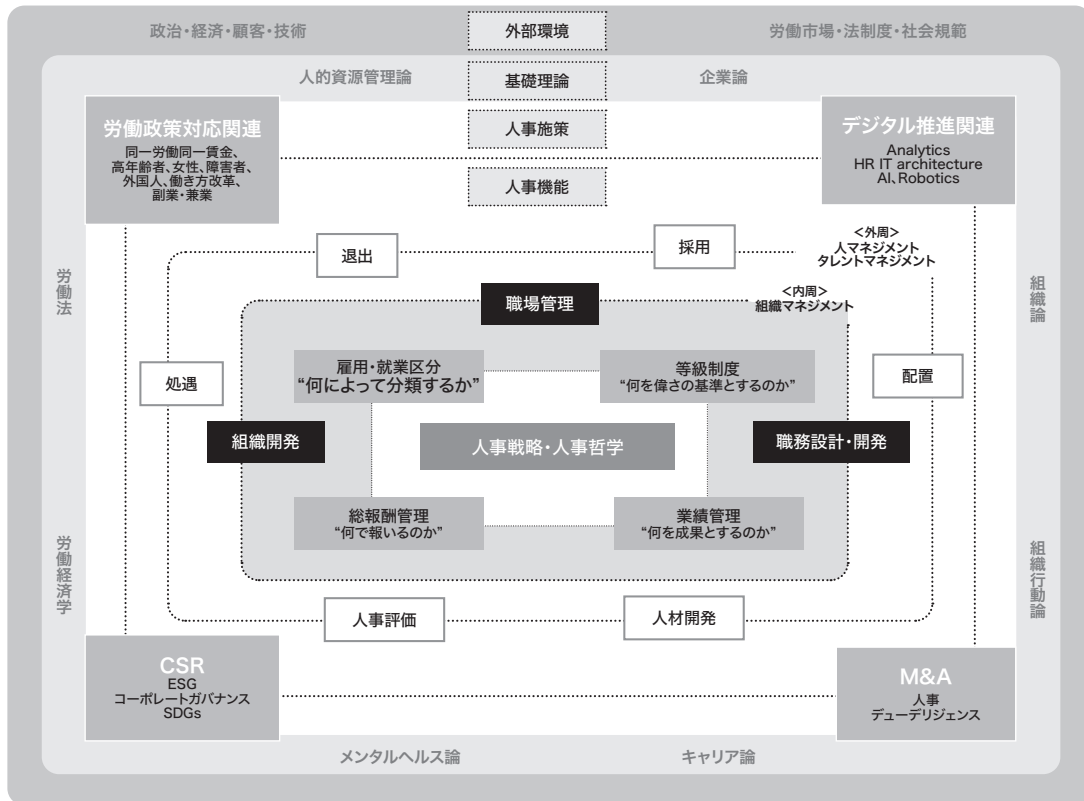 政治・経済・顧客・技術
外部環境
労働市場・法制度・社会規範
人的資源管理論
基礎理論
企業論
労働政策対応関連
同一労働同一賃金、
高年齢者、女性、障害者、
外国人、働き方改革、
副業・兼業
人事施策
人事機能
デジタル推進関連
Analytics
HR IT architecture
AI、Robotics
退出
採用
<外周>
人マネジメント
タレントマネジメント
労働法
組織論
職場管理
<内周>
組織マネジメント
処遇
雇用・就業区分
“何によって分類するか”
等級制度
“何を偉さの基準とするのか”
配置
組織開発
人事戦略・人事哲学
職務設計・開発
総報酬管理
“何で報いるのか”
業績管理
“何を成果とするのか”
労働経済学
組織行動論
人事評価
人材開発
CSR
ESG
コーポレートガバナンス
SDGs
M&A
人事
デューデリジェンス
メンタルヘルス論
キャリア論